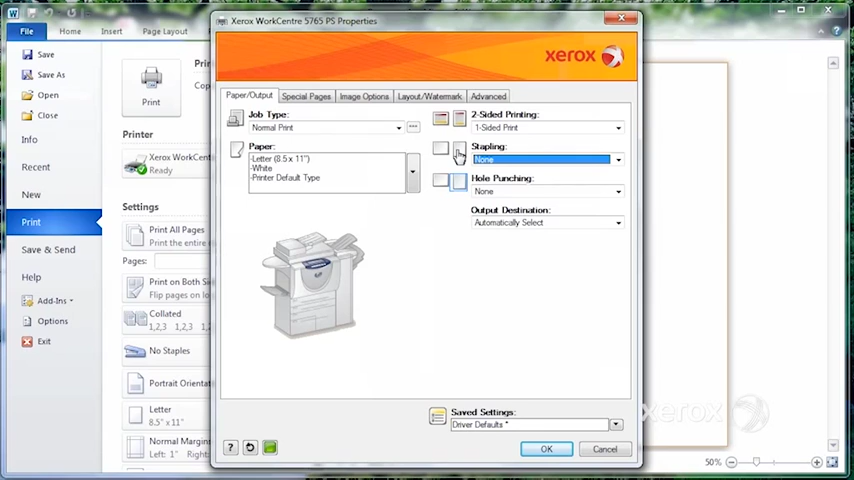 Xerox WorkCentre 5765 PS Properties
File
Home
Insert
Page Layout
xerox
Save
Save As
Open
Close
Info
Recent
New
Print
Save & Send
Help
Add-Ins
Options
Exit
Print
Printer
Xerox WorkCe
Ready
Settings
Print All Pages
Print the entire
Pages:
Print on Both Si
Flip pages on lo
Collated
1,2,3 1,2,3
No Staples
Portrait Orientat
Letter
8.5" x 11"
Normal Margins
Left: 1" Right:
Paper/Output
Special Pages
Image Options
Layout/Watermark
Advanced
Job Type:
Normal Print
Paper:
-Letter (8.5 x 11")
-White
-Printer Default Type
2-Sided Printing:
1-Sided Print
Stapling:
None
Hole Punching:
None
Output Destination:
Automatically Select
Saved Settings:
Driver Defaults *
OK
Cancel
xerox
50%